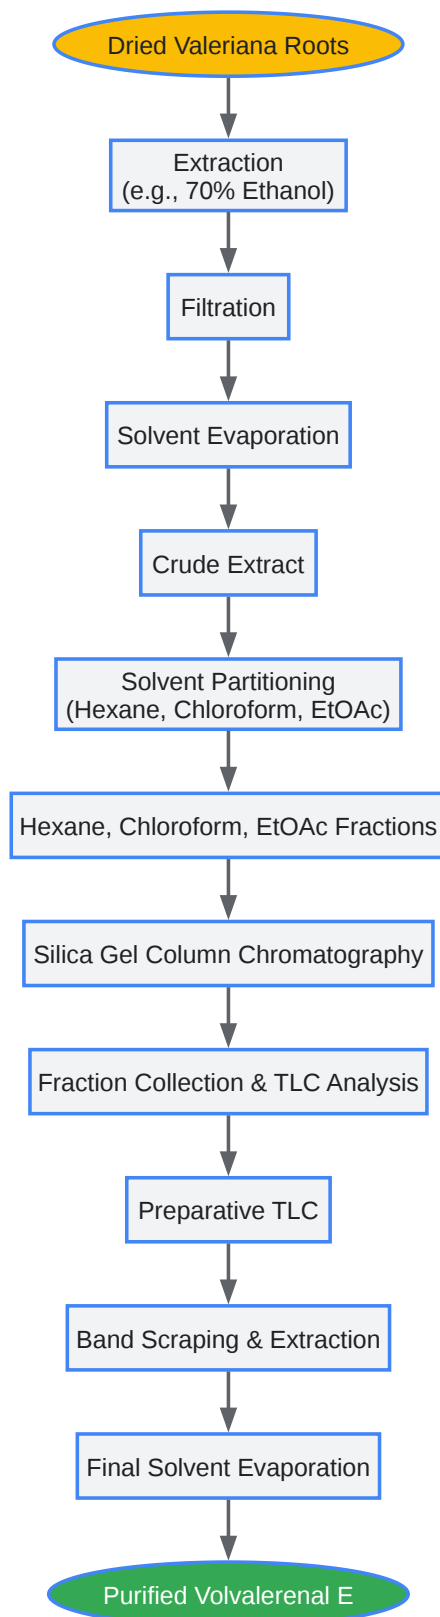 Dried Valeriana Roots
Extraction
(e.g., 70% Ethanol)
Filtration
Solvent Evaporation
Crude Extract
Solvent Partitioning
(Hexane, Chloroform, EtOAc)
Hexane, Chloroform, EtOAc Fractions
Silica Gel Column Chromatography
Fraction Collection & TLC Analysis
Preparative TLC
Band Scraping & Extraction
Final Solvent Evaporation
Purified Volvalerenal E